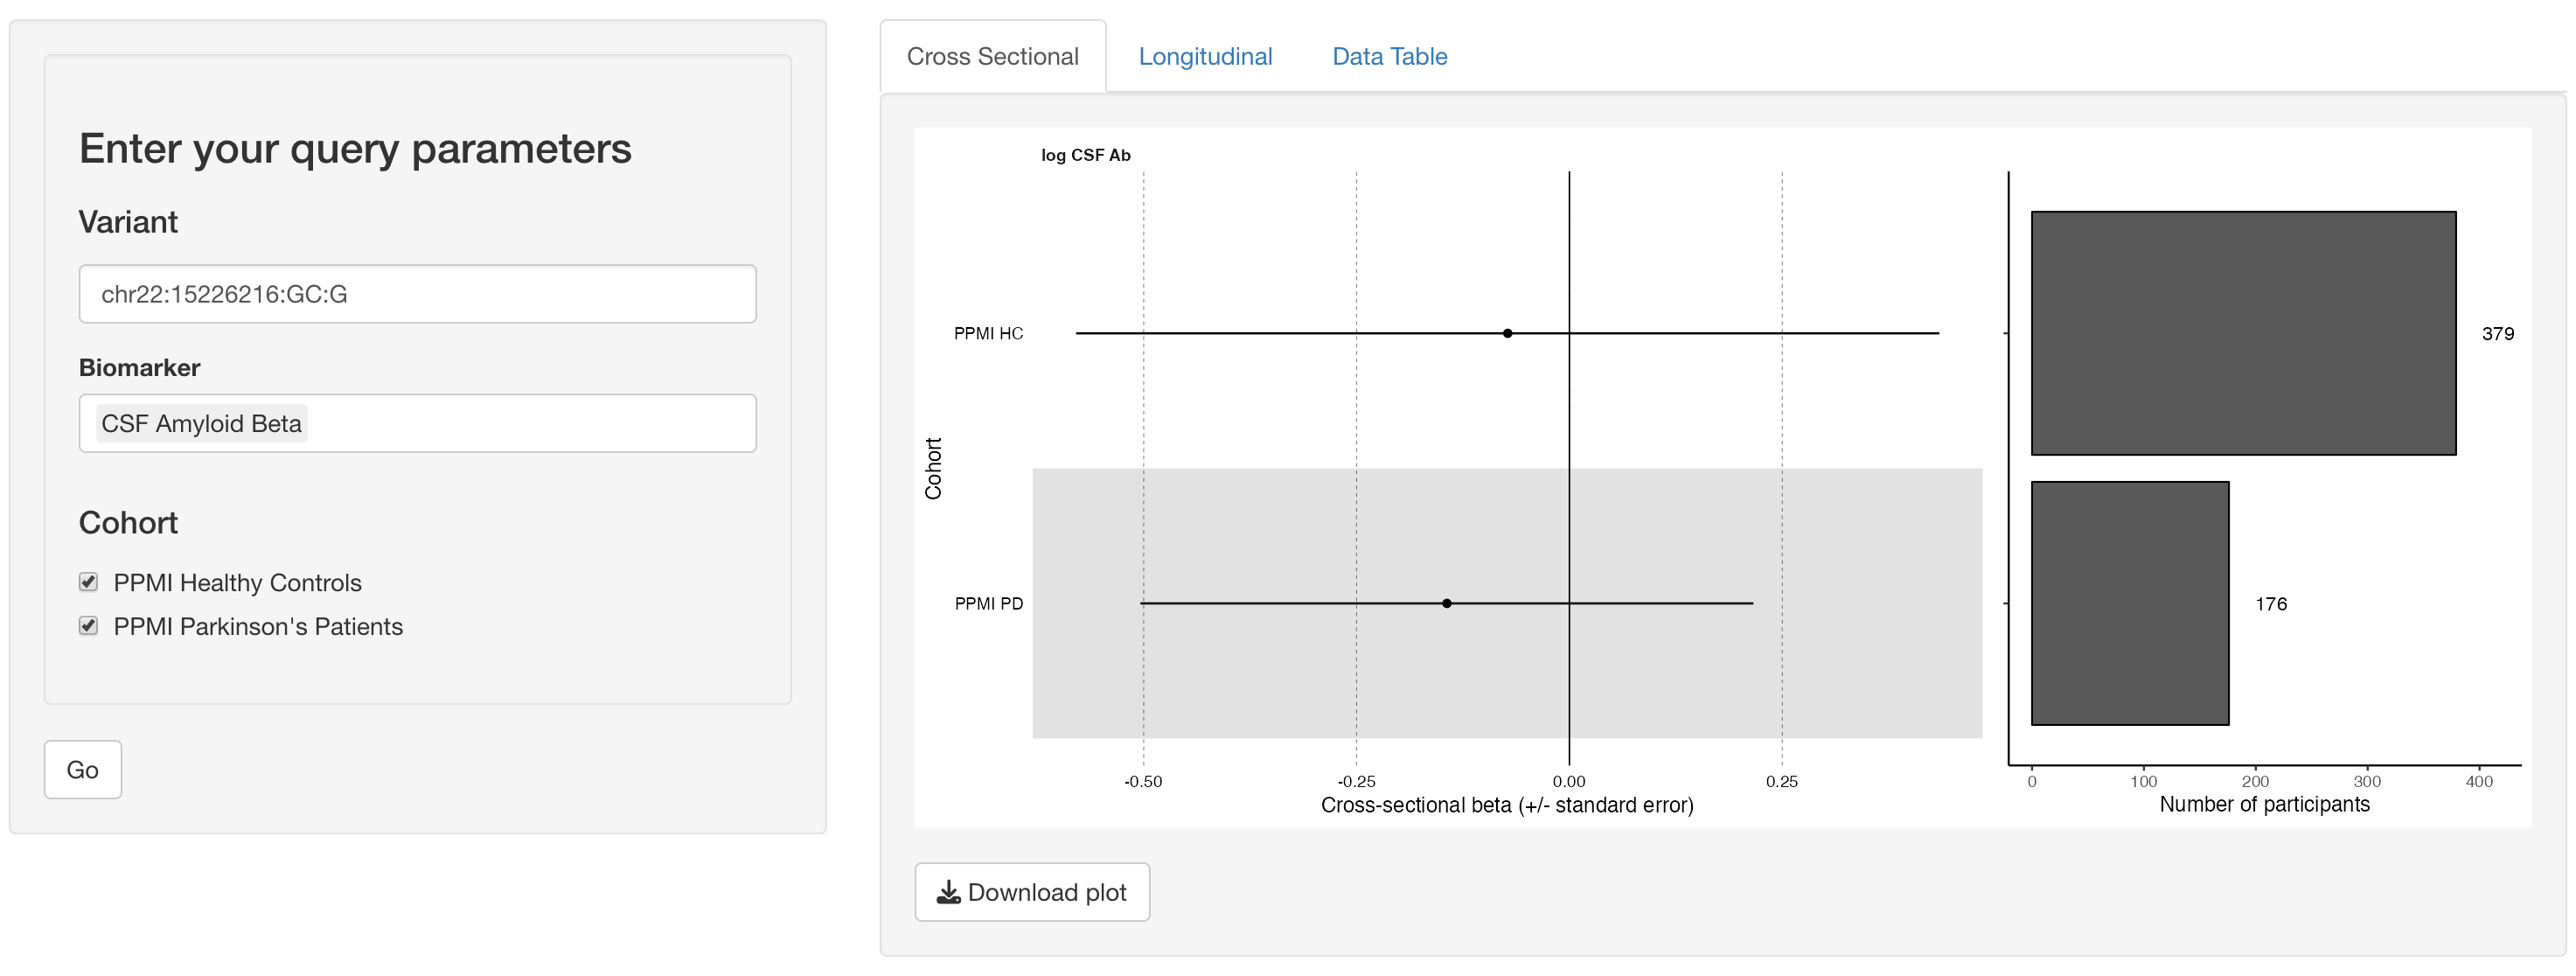 Enter your query parameters
Variant
chr22:15226216:GC:G
Biomarker
CSF Amyloid Beta
Cohort
PPMI Healthy Controls
PPMI Parkinson's Patients
Go
Cross Sectional
Longitudinal
Data Table
log CSF Ab
Cohort
PPMI HC
PPMI PD
-0.50 -0.25 0.00 0.25
Cross-sectional beta (+/- standard error)
379
176
0 100 200 300 400
Number of participants
Download plot